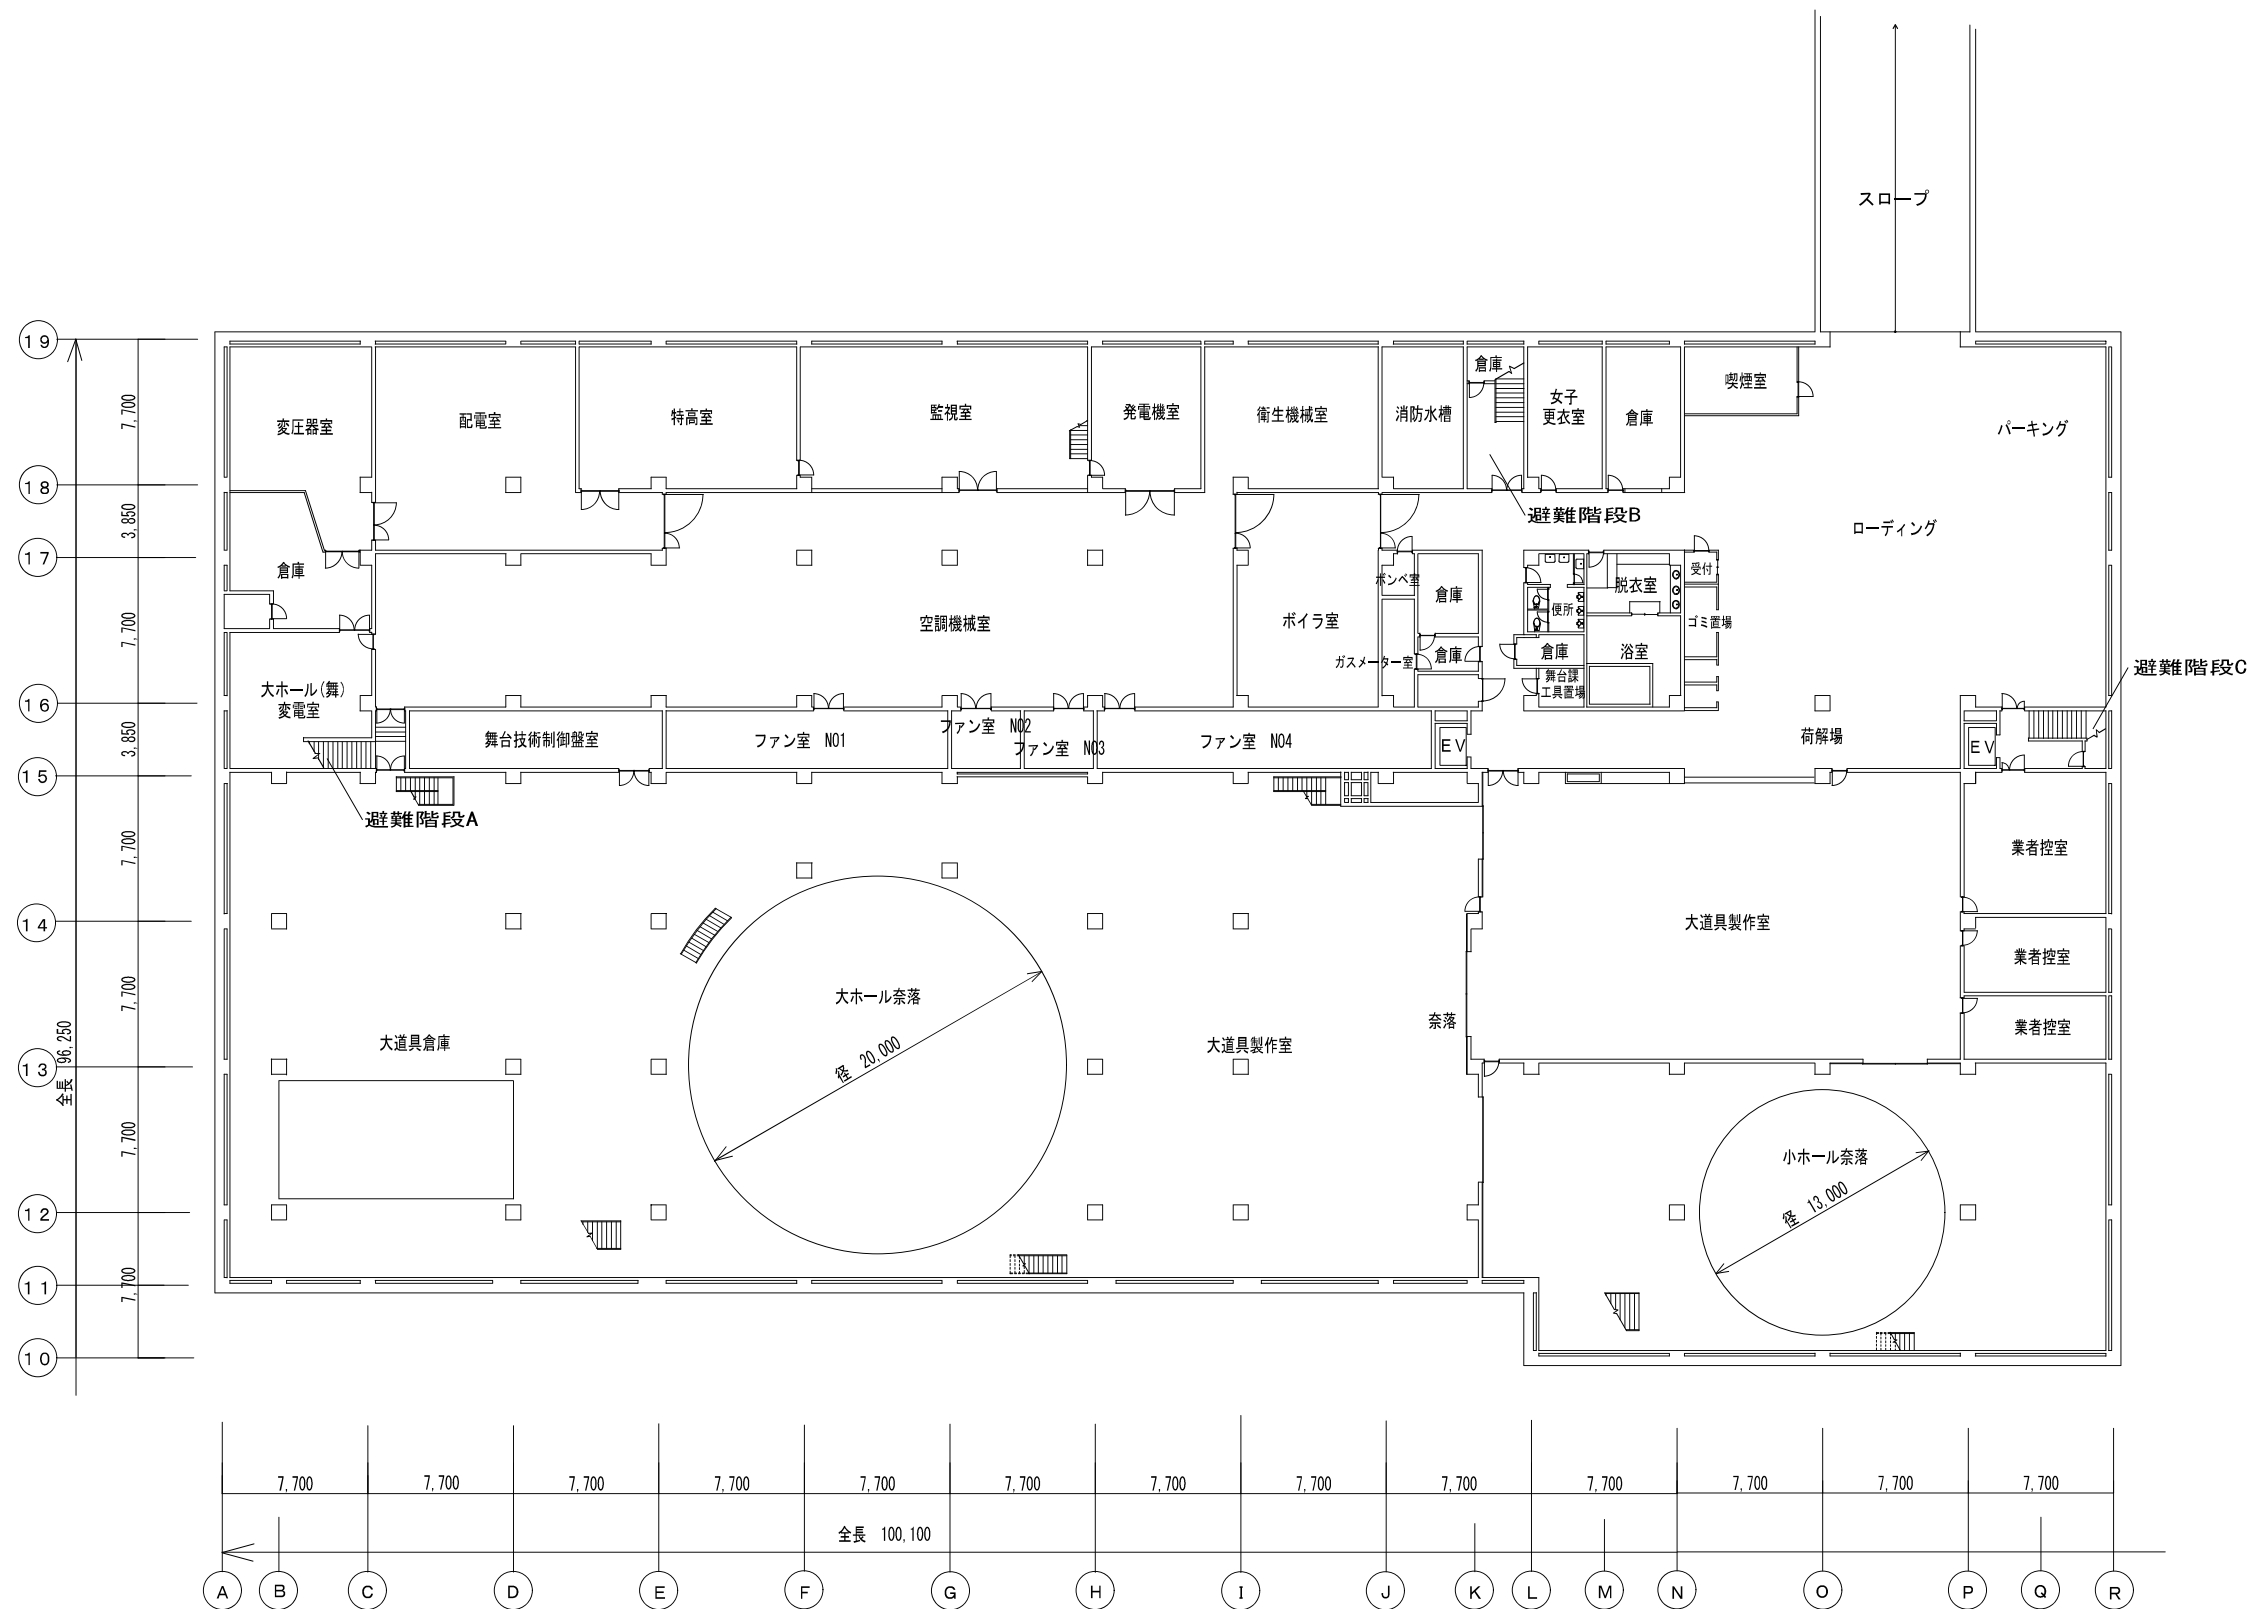 スロープ
19
18
17
16
15
14
13
12
11
10
7,700
3,850
7,700
3,850
7,700
7,700
7,700
7,700
全長 96,250
変圧器室
配電室
特高室
監視室
発電機室
衛生機械室
消防水槽
倉庫
女子
更衣室
倉庫
喫煙室
パーキング
避難階段B
ローディング
倉庫
空調機械室
ボイラ室
ボンベ室
倉庫
ガスメーター室
倉庫
便所
脱衣室
受付
ゴミ置場
倉庫
浴室
舞台課
工具置場
避難階段C
大ホール(舞)
変電室
舞台技術制御盤室
ファン室 NO1
ファン室 NO2
ファン室 NO3
ファン室 NO4
EV
荷解場
EV
避難階段A
業者控室
大道具製作室
業者控室
業者控室
大ホール奈落
径 20,000
大道具倉庫
大道具製作室
奈落
小ホール奈落
径 13,000
7,700
7,700
7,700
7,700
7,700
7,700
7,700
7,700
7,700
7,700
7,700
7,700
7,700
全長 100,100
A
B
C
D
E
F
G
H
I
J
K
L
M
N
O
P
Q
R